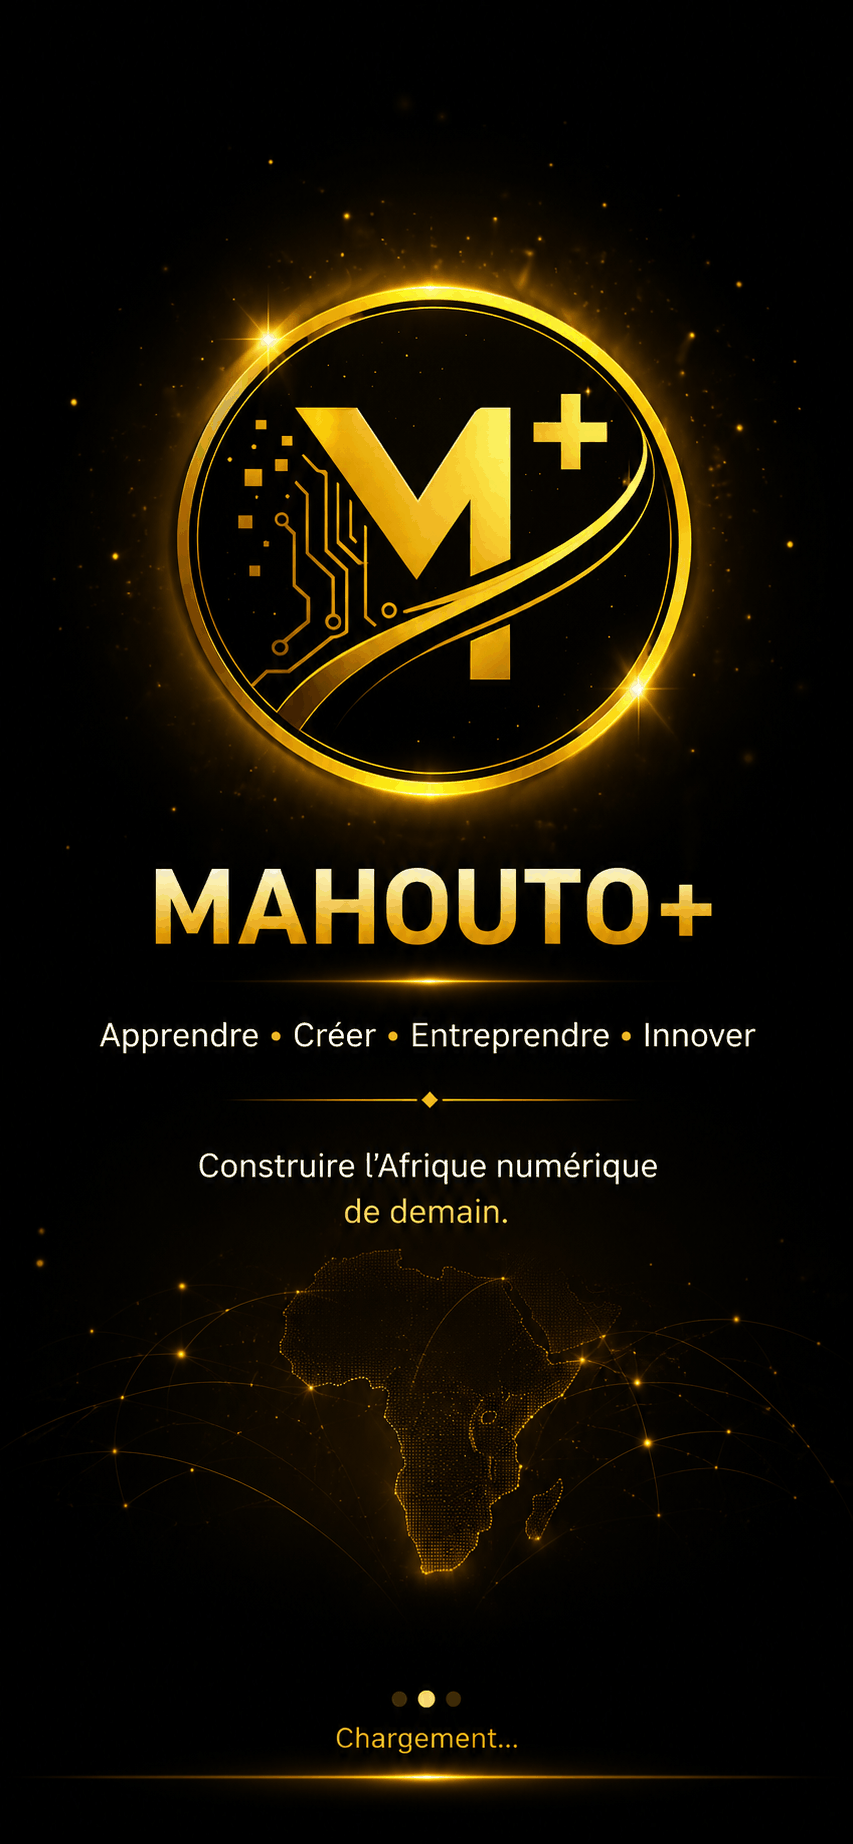 M+
MAHOUTO+
Apprendre • Créer • Entreprendre • Innover
Construire l’Afrique numérique
de demain.
Chargement...